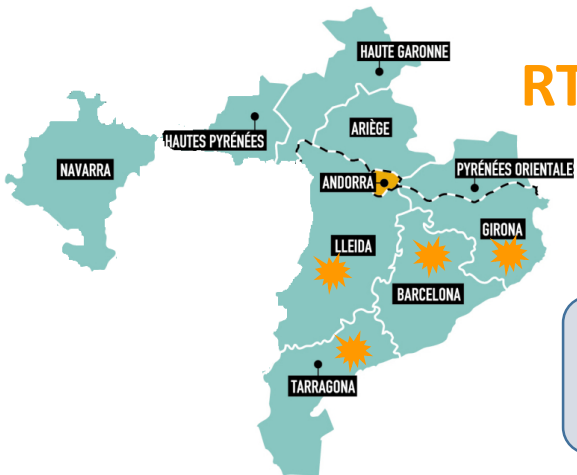 HAUTE GARONNE
RT
ARIÈGE
HAUTES PYRÉNÉES
NAVARRA
PYRÉNÉES ORIENTALE
ANDORRA
GIRONA
LLEIDA
BARCELONA
TARRAGONA